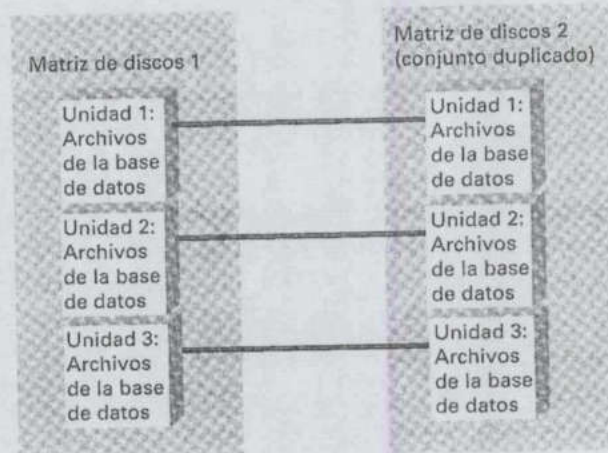 Matriz de discos 1
Unidad 1:
Archivos
de la base
de datos
Unidad 2:
Archivos
de la base
de datos
Unidad 3:
Archivos
de la base
de datos
Matriz de discos 2
(conjunto duplicado)
Unidad 1:
Archivos
de la base
de datos
Unidad 2:
Archivos
de la base
de datos
Unidad 3:
Archivos
de la base
de datos